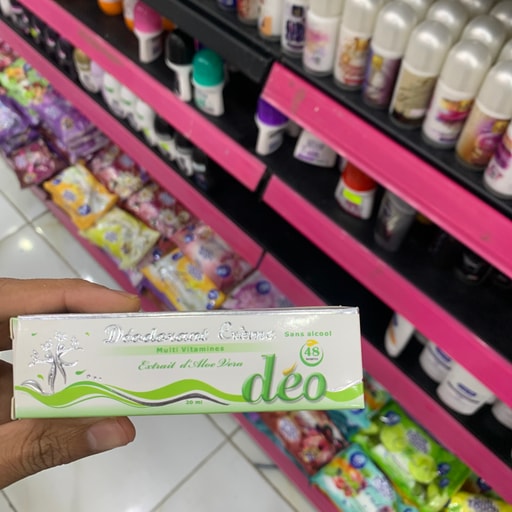 Déodorant Crème
Sans alcool
Multi Vitamines
48
Extrait d'Aloe Vera
déo
30 ml